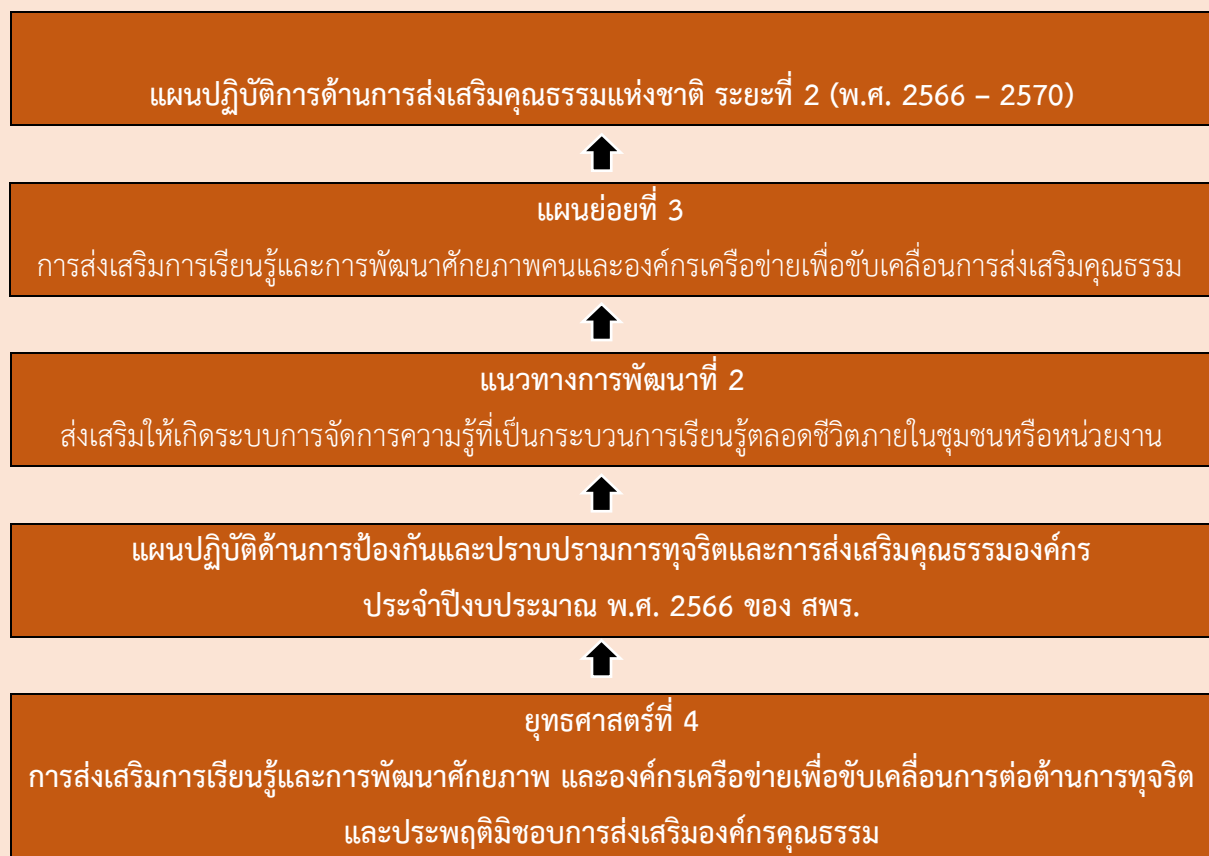 แผนปฏิบัติการด้านการส่งเสริมคุณธรรมแห่งชาติ ระยะที่ 2 (พ.ศ. 2566 – 2570)
แผนย่อยที่ 3
การส่งเสริมการเรียนรู้และการพัฒนาศักยภาพคนและองค์กรเครือข่ายเพื่อขับเคลื่อนการส่งเสริมคุณธรรม
แนวทางการพัฒนาที่ 2
ส่งเสริมให้เกิดระบบการจัดการความรู้ที่เป็นกระบวนการเรียนรู้ตลอดชีวิตภายในชุมชนหรือหน่วยงาน
แผนปฏิบัติด้านการป้องกันและปราบปรามการทุจริตและการส่งเสริมคุณธรรมองค์กร
ประจำปีงบประมาณ พ.ศ. 2566 ของ สพร.
ยุทธศาสตร์ที่ 4
การส่งเสริมการเรียนรู้และการพัฒนาศักยภาพ และองค์กรเครือข่ายเพื่อขับเคลื่อนการต่อต้านการทุจริต
และประพฤติมิชอบการส่งเสริมองค์กรคุณธรรม